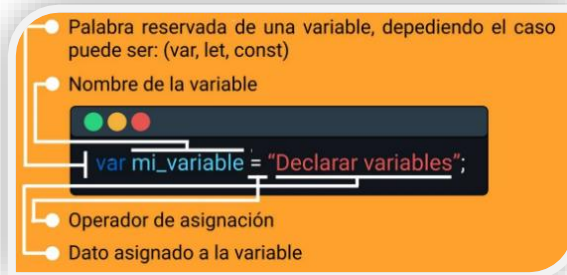 Palabra reservada de una variable, depediendo el caso
puede ser: (var, let, const)
Nombre de la variable
var mi_variable = “Declarar variables”;
Operador de asignación
Dato asignado a la variable